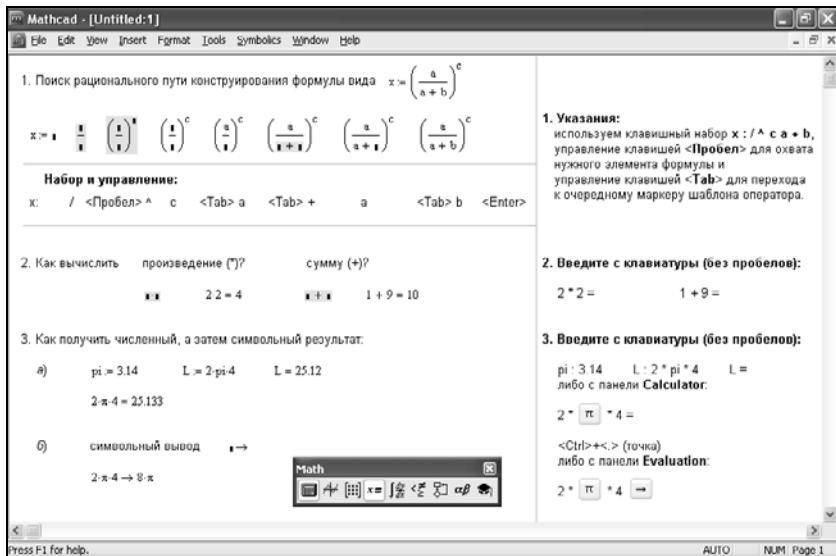 Mathcad - [Untitled:1]
File Edit View Insert Format Tools Symbolics Window Help
1. Поиск рационального пути конструирования формулы вида x := (a / (a + b))^c
x := ▮ ▮/▮ (▮/▮)^▮ (▮/▮)^c (a/▮)^c (a/(▮ + ▮))^c (a/(a + ▮))^c (a/(a + b))^c
Набор и управление:
x: / <Пробел> ^ c <Tab> a <Tab> + a <Tab> b <Enter>
2. Как вычислить произведение (*)? сумму (+)?
▮·▮ 2·2 = 4 ▮ + ▮ 1 + 9 = 10
3. Как получить численный, а затем символьный результат:
а) pi := 3.14 L := 2·pi·4 L = 25.12
2·π·4 = 25.133
б) символьный вывод ▮→
2·π·4 → 8·π
1. Указания:
используем клавишный набор x : / ^ c a + b,
управление клавишей <Пробел> для охвата
нужного элемента формулы и
управление клавишей <Tab> для перехода
к очередному маркеру шаблона оператора.
2. Введите с клавиатуры (без пробелов):
2 * 2 = 1 + 9 =
3. Введите с клавиатуры (без пробелов):
pi : 3.14 L : 2 * pi * 4 L =
либо с панели Calculator:
2 * π * 4 =
<Ctrl>+<.> (точка)
либо с панели Evaluation:
2 * π * 4 →
Math
x= αβ
Press F1 for help. AUTO NUM Page 1